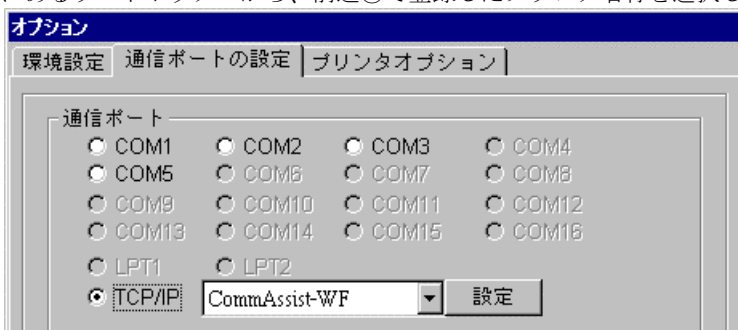 オプション
環境設定 通信ポートの設定 プリンタオプション
通信ポート
COM1 COM2 COM3 COM4
COM5 COM6 COM7 COM8
COM9 COM10 COM11 COM12
COM13 COM14 COM15 COM16
LPT1 LPT2
TCP/IP CommAssist-WF 設定